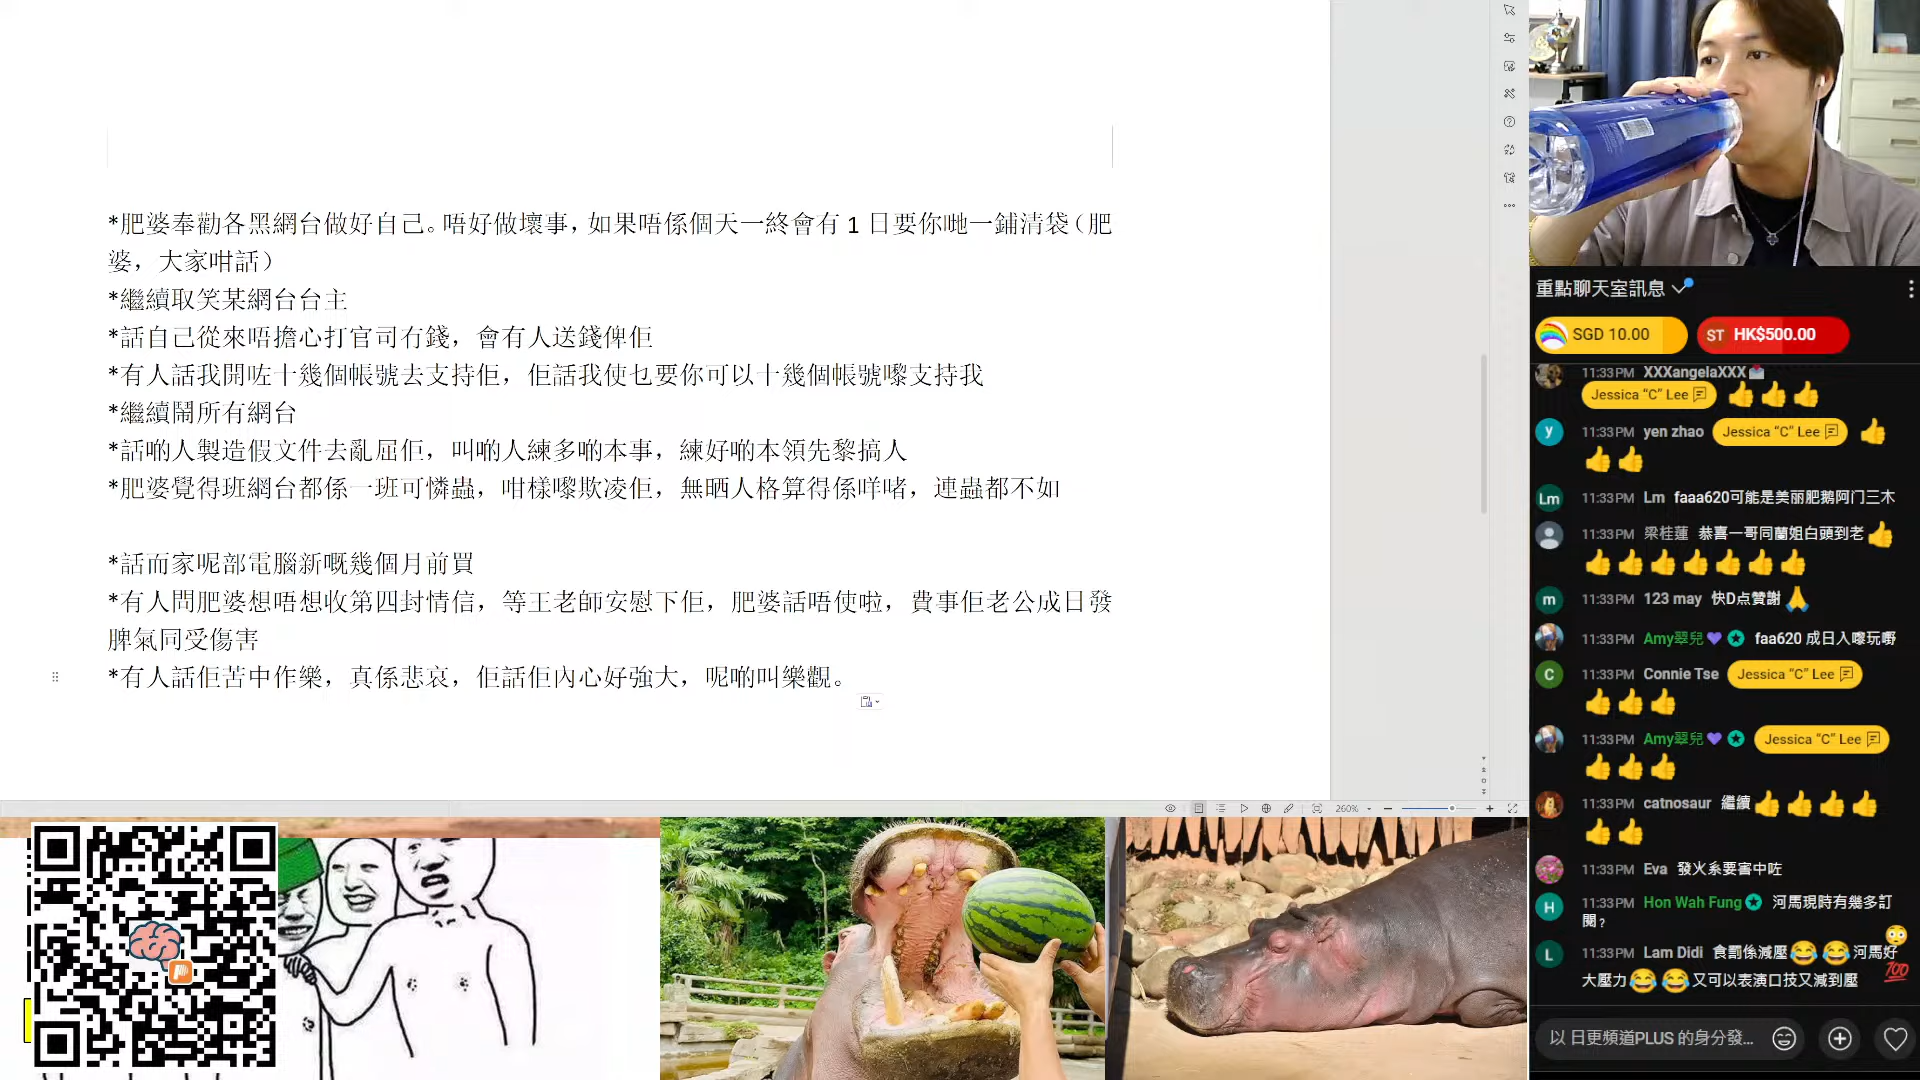 *肥婆奉勸各黑網台做好自己。唔好做壞事，如果唔係個天一終會有 1 日要你哋一鋪清袋（肥
婆，大家咁話）
*繼續取笑某網台台主
*話自己從來唔擔心打官司冇錢，會有人送錢俾佢
*有人話我開咗十幾個帳號去支持佢，佢話我使乜要你可以十幾個帳號嚟支持我
*繼續鬧所有網台
*話啲人製造假文件去亂屈佢，叫啲人練多啲本事，練好啲本領先黎搞人
*肥婆覺得班網台都係一班可憐蟲，咁樣嚟欺凌佢，無晒人格算得係咩啫，連蟲都不如
*話而家呢部電腦新嘅幾個月前買
*有人問肥婆想唔想收第四封情信，等王老師安慰下佢，肥婆話唔使啦，費事佢老公成日發
脾氣同受傷害
*有人話佢苦中作樂，真係悲哀，佢話佢內心好強大，呢啲叫樂觀。
260%
重點聊天室訊息
SGD 10.00
ST HK$500.00
11:33 PM XXXangelaXXX
Jessica "C" Lee 👍👍👍
y 11:33 PM yen zhao Jessica "C" Lee 👍
👍👍
Lm 11:33 PM Lm faaa620可能是美丽肥鹅阿门三木
11:33 PM 梁桂蓮 恭喜一哥同蘭姐白頭到老👍
👍👍👍👍👍👍👍
m 11:33 PM 123 may 快D点赞謝🙏
11:33 PM Amy翠兒💜 faa620 成日入嚟玩嘢
C 11:33 PM Connie Tse Jessica "C" Lee
👍👍👍
11:33 PM Amy翠兒💜 Jessica "C" Lee
👍👍👍
11:33 PM catnosaur 繼續👍👍👍👍
👍👍
11:33 PM Eva 發火系要害中咗
H 11:33 PM Hon Wah Fung 河馬現時有幾多訂
閱？
L 11:33 PM Lam Didi 食罰係減壓😂😂河馬好
大壓力😂😂又可以表演口技又減到壓
以 日更頻道PLUS 的身分發...